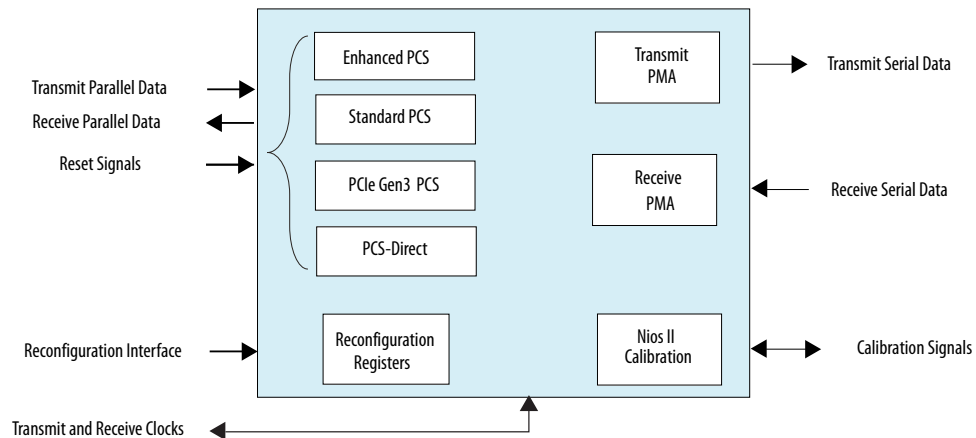 Enhanced PCS
Transmit
PMA
Transmit Parallel Data
Transmit Serial Data
Receive Parallel Data
Standard PCS
Reset Signals
PCIe Gen3 PCS
Receive
PMA
Receive Serial Data
PCS-Direct
Reconfiguration Interface
Reconfiguration
Registers
Nios II
Calibration
Calibration Signals
Transmit and Receive Clocks